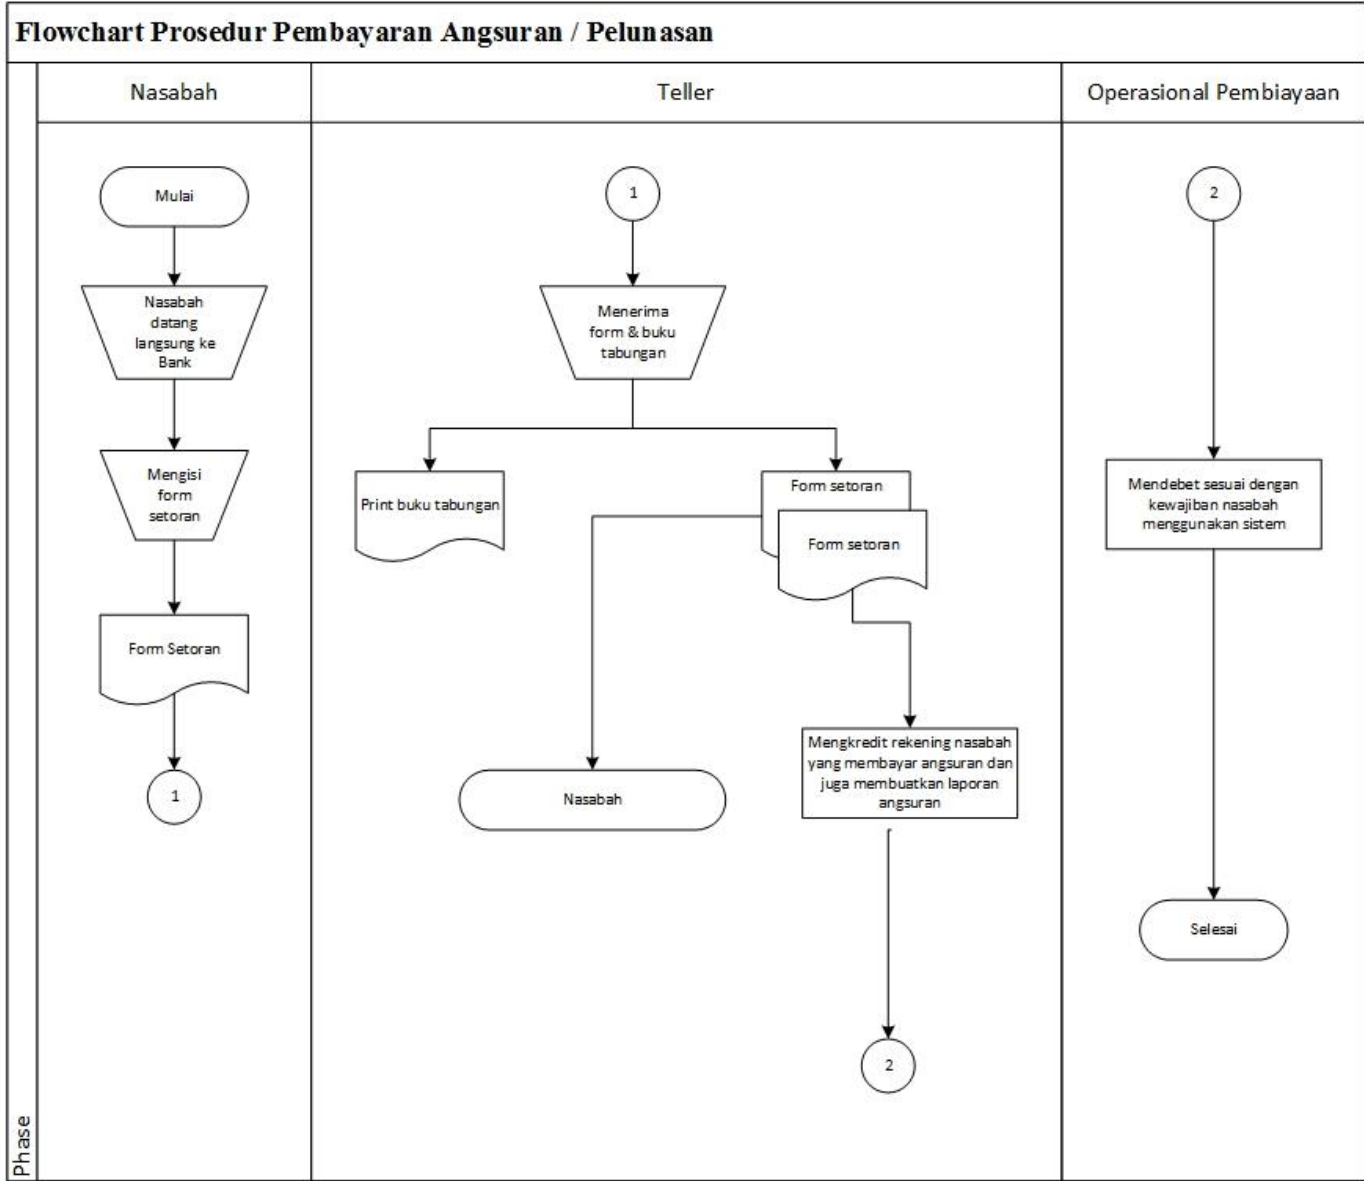 Flowchart Prosedur Pembayaran Angsuran / Pelunasan
Nasabah
Teller
Operasional Pembiayaan
Phase
Mulai
Nasabah
datang
langsung ke
Bank
Mengisi
form
setoran
Form Setoran
1
1
Menerima
form & buku
tabungan
Print buku tabungan
Form setoran
Form setoran
Nasabah
Mengkredit rekening nasabah
yang membayar angsuran dan
juga membuatkan laporan
angsuran
2
2
Mendebet sesuai dengan
kewajiban nasabah
menggunakan sistem
Selesai